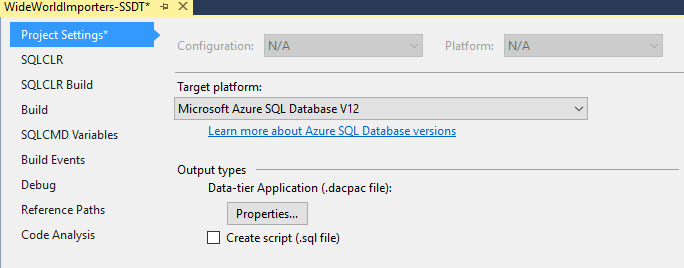 WideWorldImporters-SSDT*
Project Settings*
SQLCLR
SQLCLR Build
Build
SQLCMD Variables
Build Events
Debug
Reference Paths
Code Analysis
Configuration: N/A Platform: N/A
Target platform:
Microsoft Azure SQL Database V12
Learn more about Azure SQL Database versions
Output types
Data-tier Application (.dacpac file):
Properties...
Create script (.sql file)